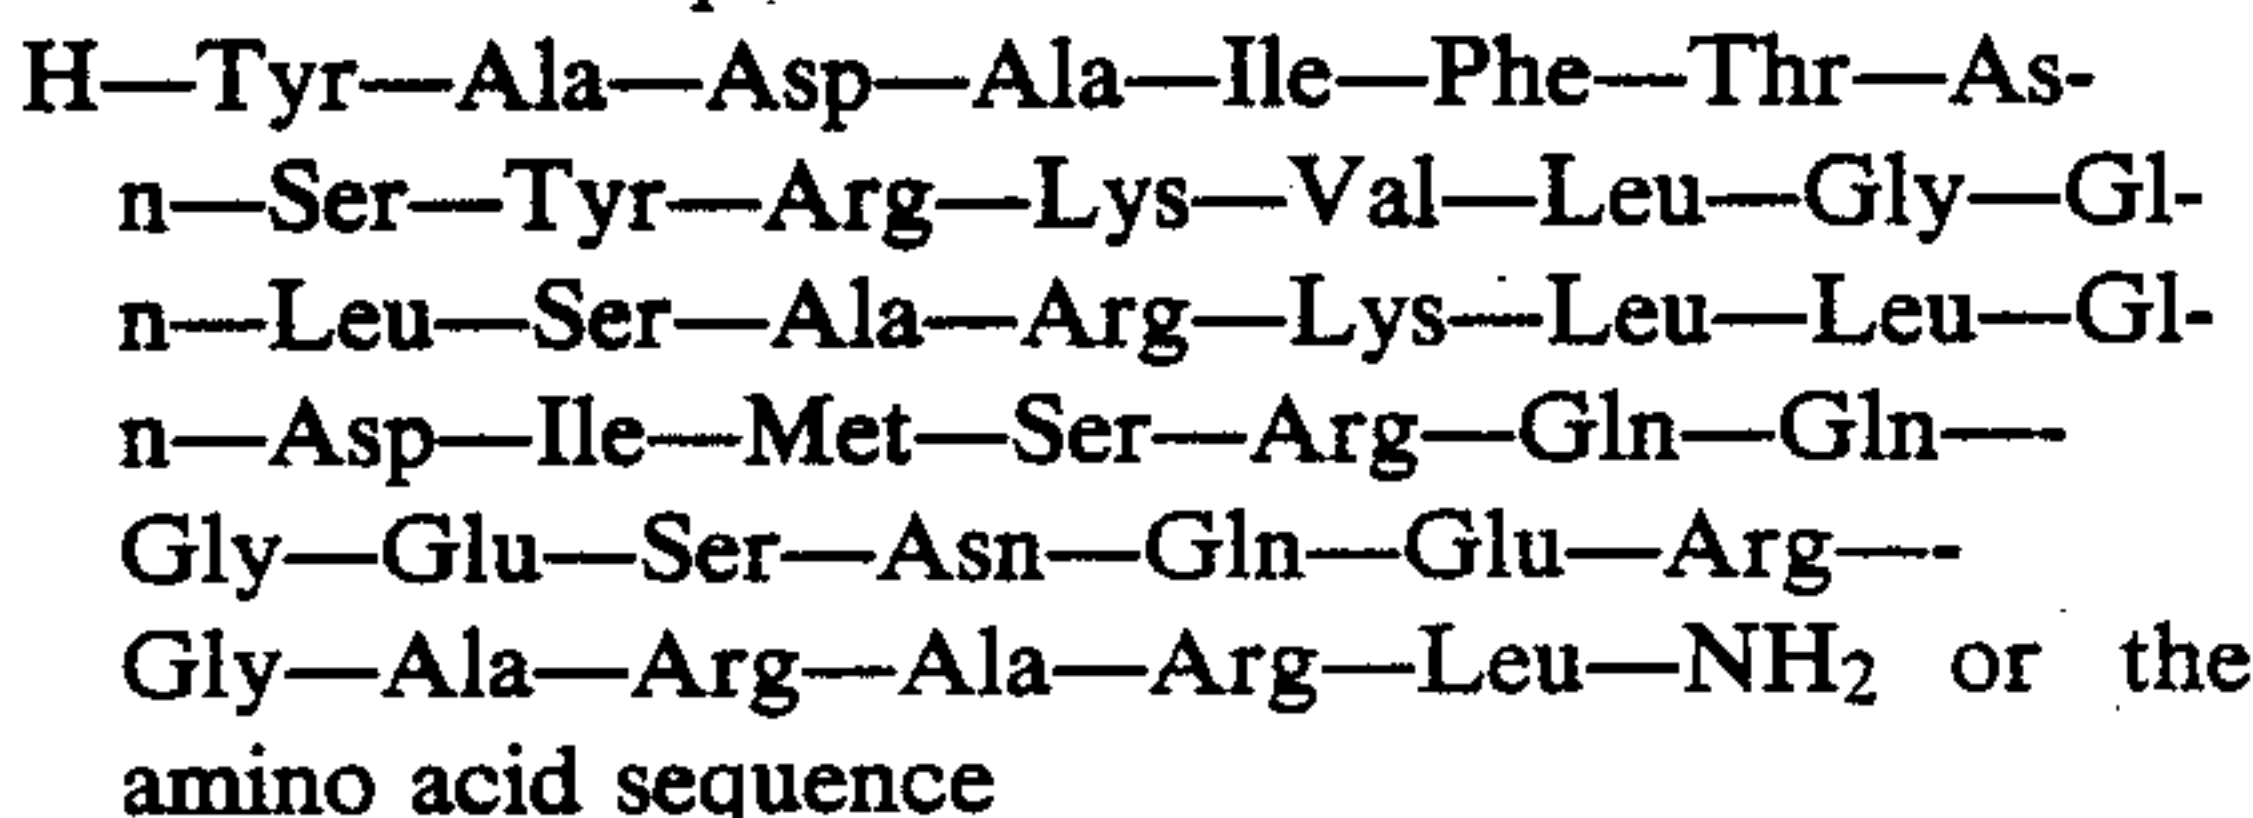 H—Tyr—Ala—Asp—Ala—Ile—Phe—Thr—As-
n—Ser—Tyr—Arg—Lys—Val—Leu—Gly—Gl-
n—Leu—Ser—Ala—Arg—Lys—Leu—Leu—Gl-
n—Asp—Ile—Met—Ser—Arg—Gln—Gln—
Gly—Glu—Ser—Asn—Gln—Glu—Arg—-
Gly—Ala—Arg—Ala—Arg—Leu—NH₂ or the
amino acid sequence